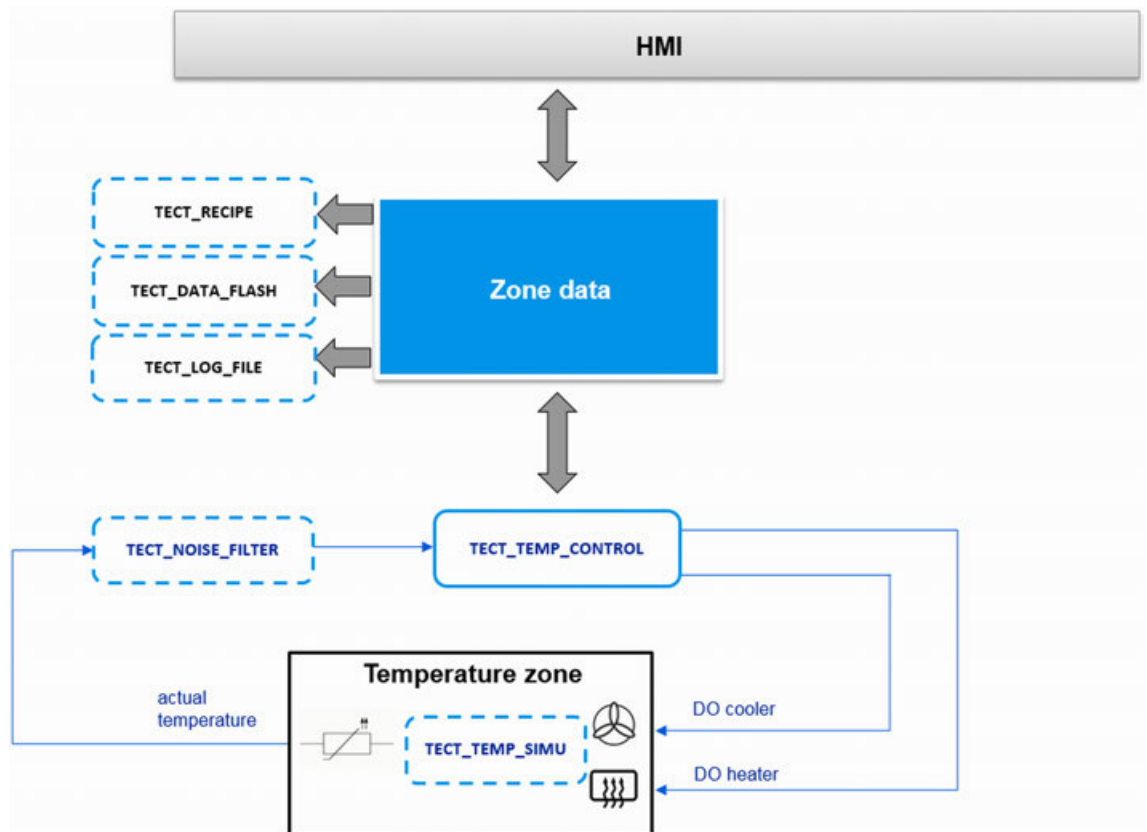 HMI
TECT_RECIPE
TECT_DATA_FLASH
Zone data
TECT_LOG_FILE
TECT_NOISE_FILTER
TECT_TEMP_CONTROL
Temperature zone
actual
temperature
DO cooler
TECT_TEMP_SIMU
DO heater